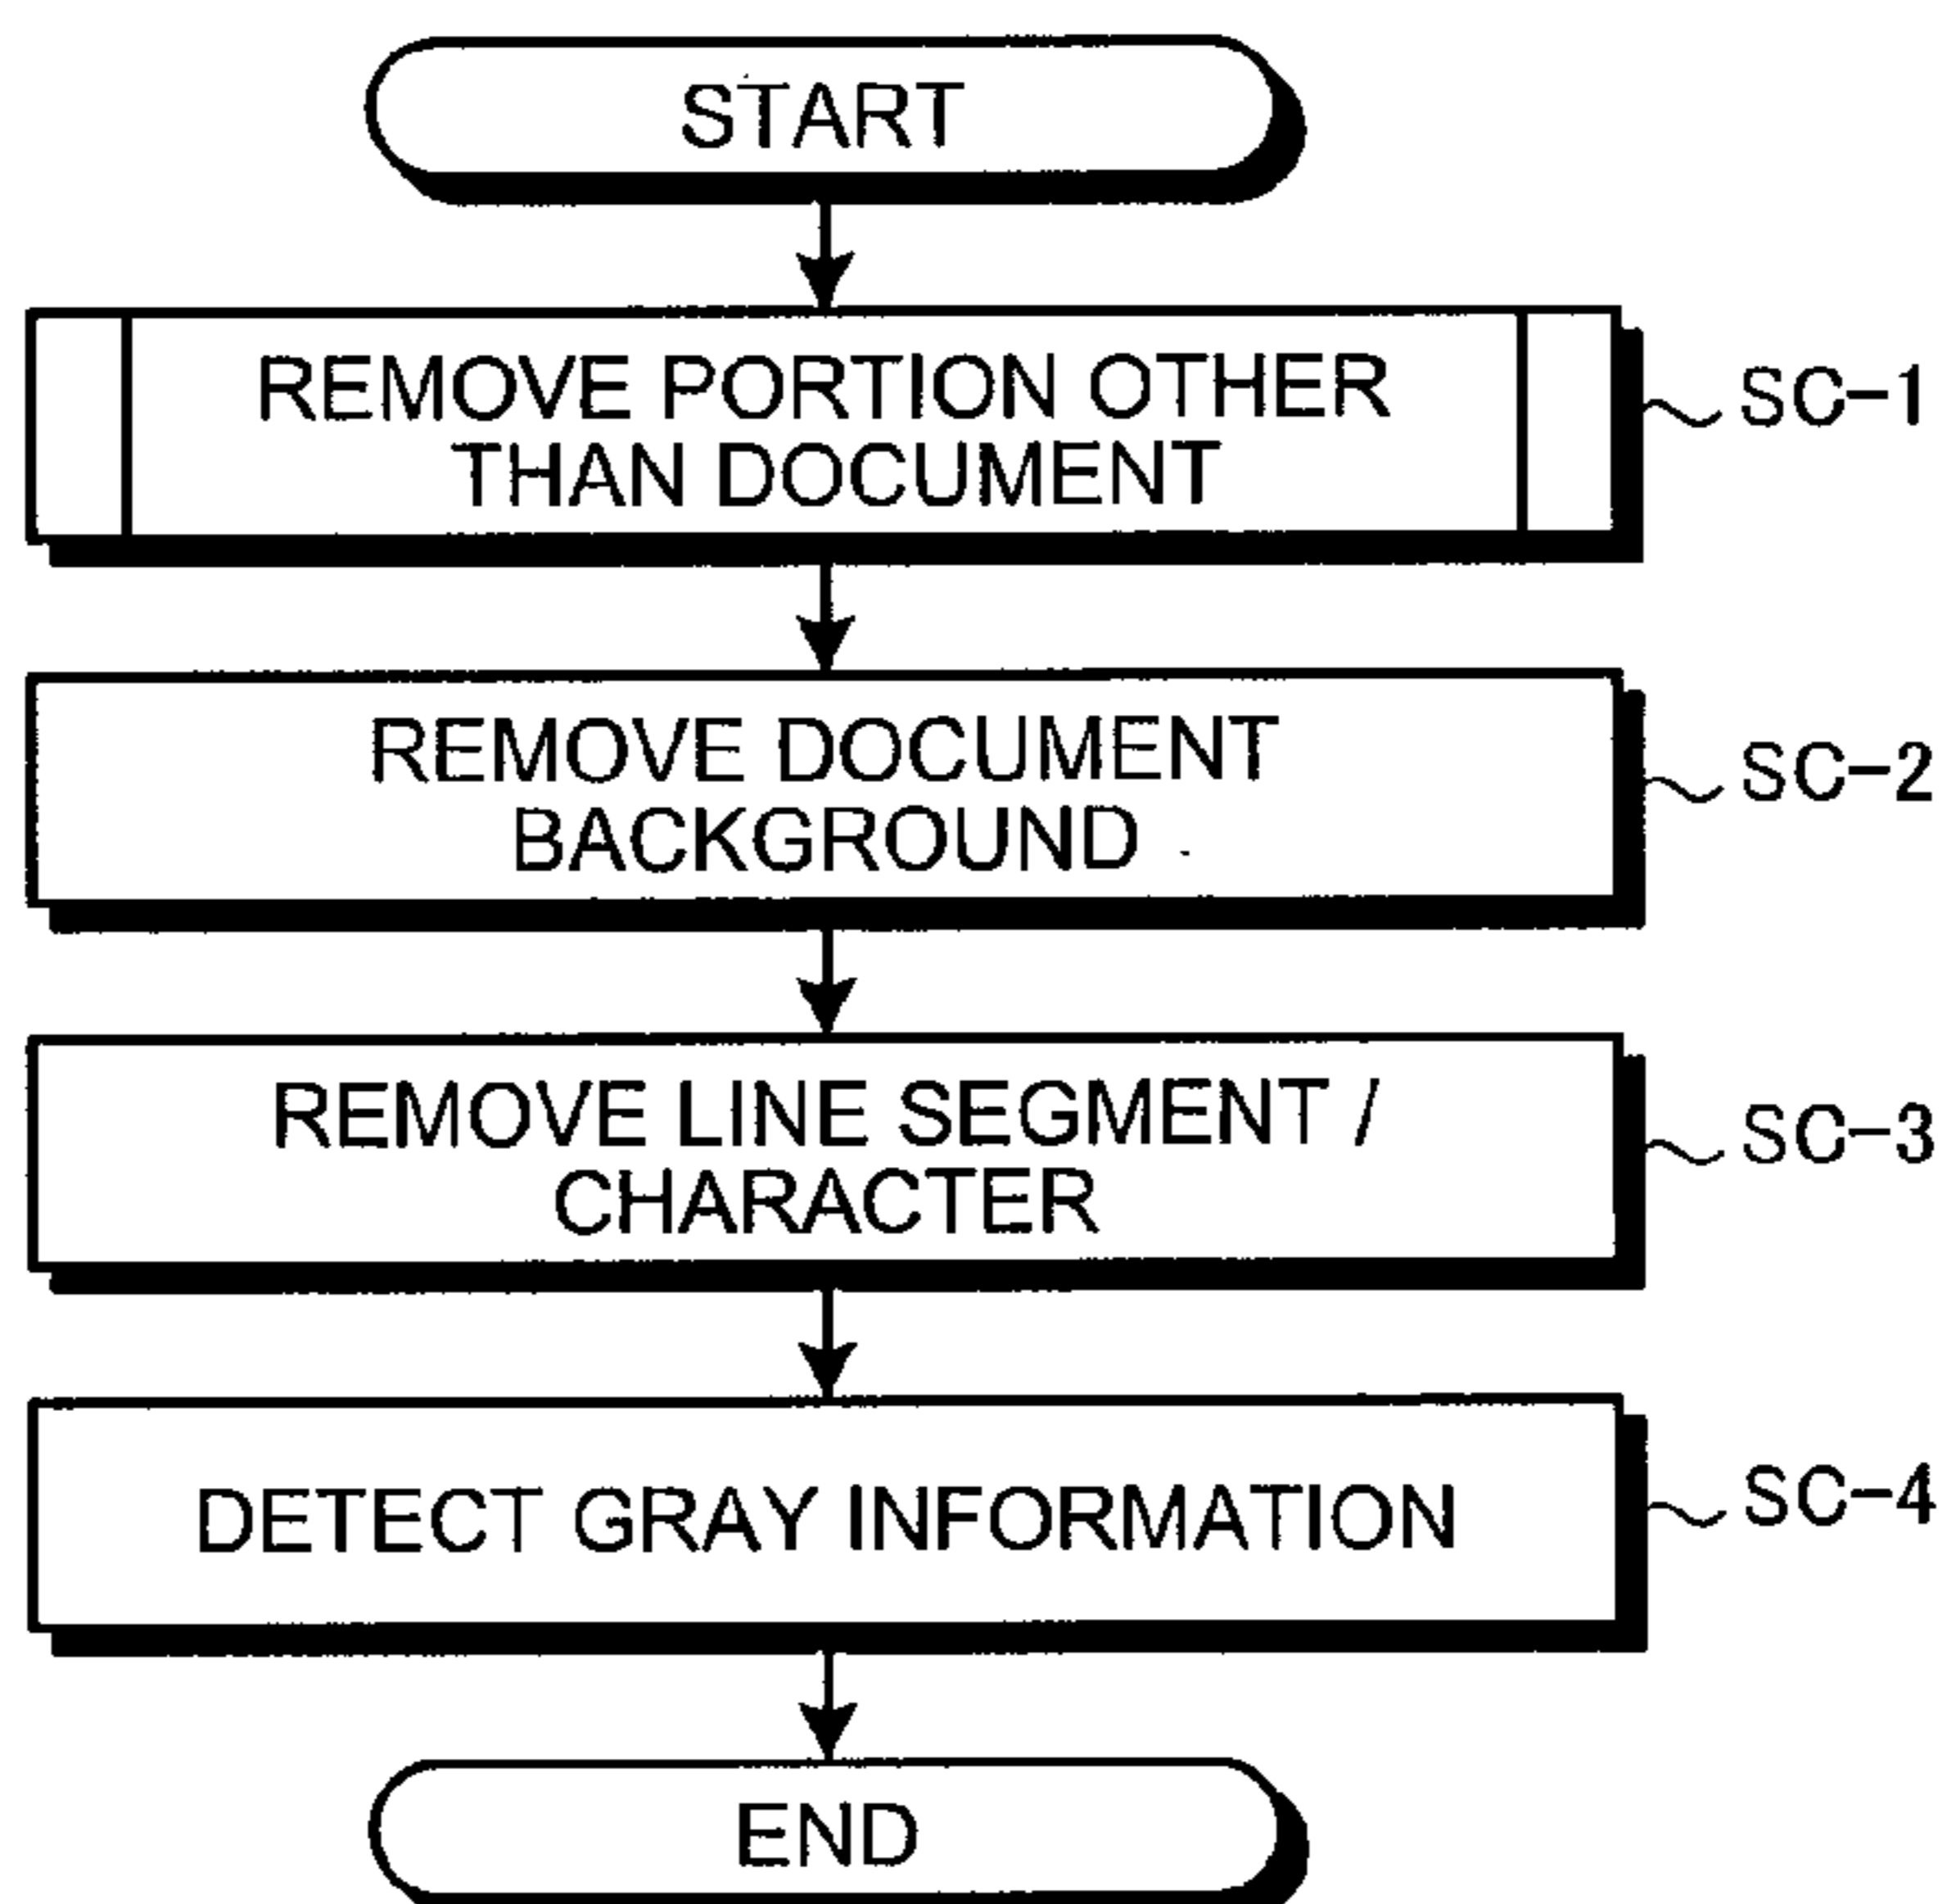 START
REMOVE PORTION OTHER
THAN DOCUMENT
SC-1
REMOVE DOCUMENT
BACKGROUND
SC-2
REMOVE LINE SEGMENT /
CHARACTER
SC-3
DETECT GRAY INFORMATION
SC-4
END